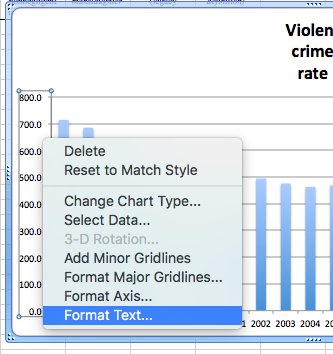 Violen
crime
rate
800.0
700.0
600.0
500.0
400.0
300.0
200.0
100.0
0.0
Delete
Reset to Match Style
Change Chart Type...
Select Data...
3-D Rotation...
Add Minor Gridlines
Format Major Gridlines...
Format Axis...
Format Text...
1 2002 2003 2004 20